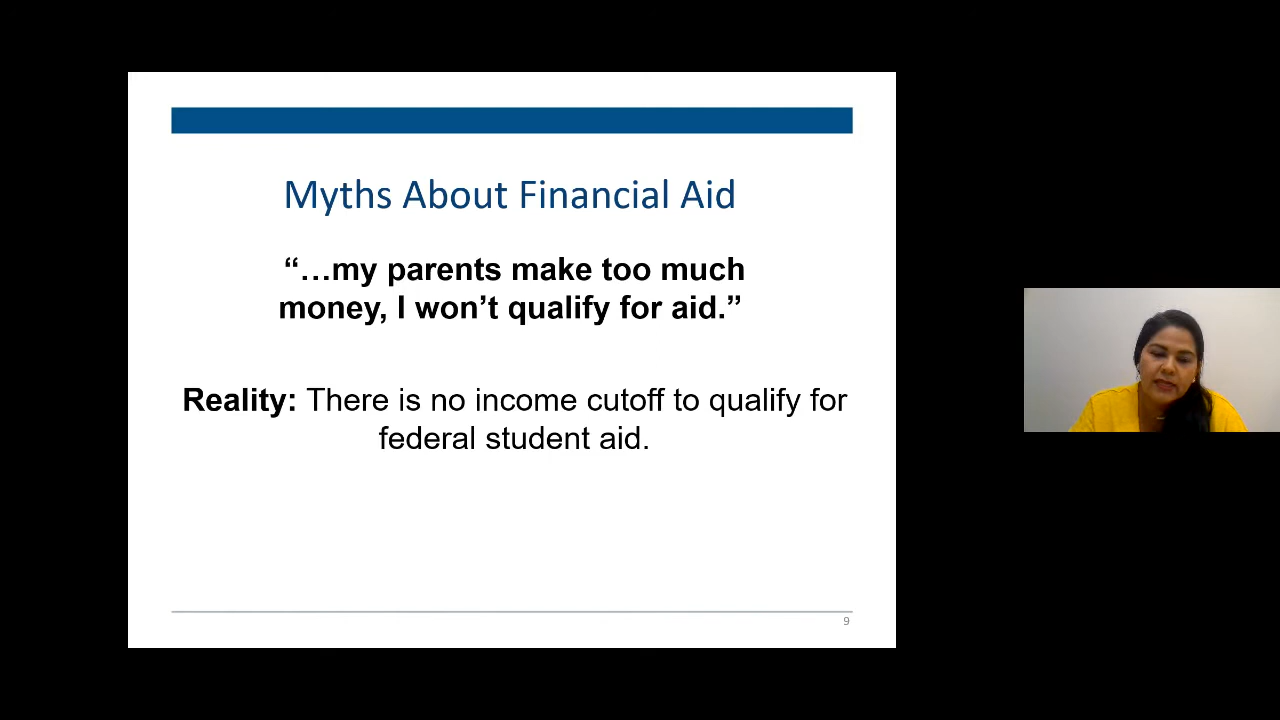 Myths About Financial Aid
“…my parents make too much
money, I won’t qualify for aid.”
Reality: There is no income cutoff to qualify for
federal student aid.
9